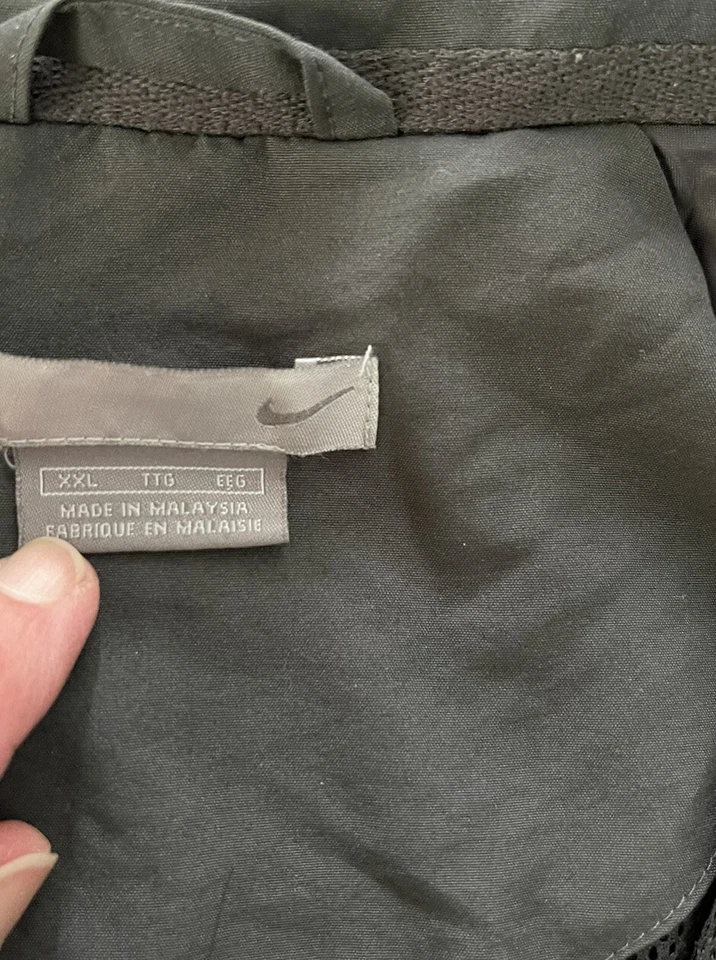 XXL TTG EEG
MADE IN MALAYSIA
FABRIQUE EN MALAISIE